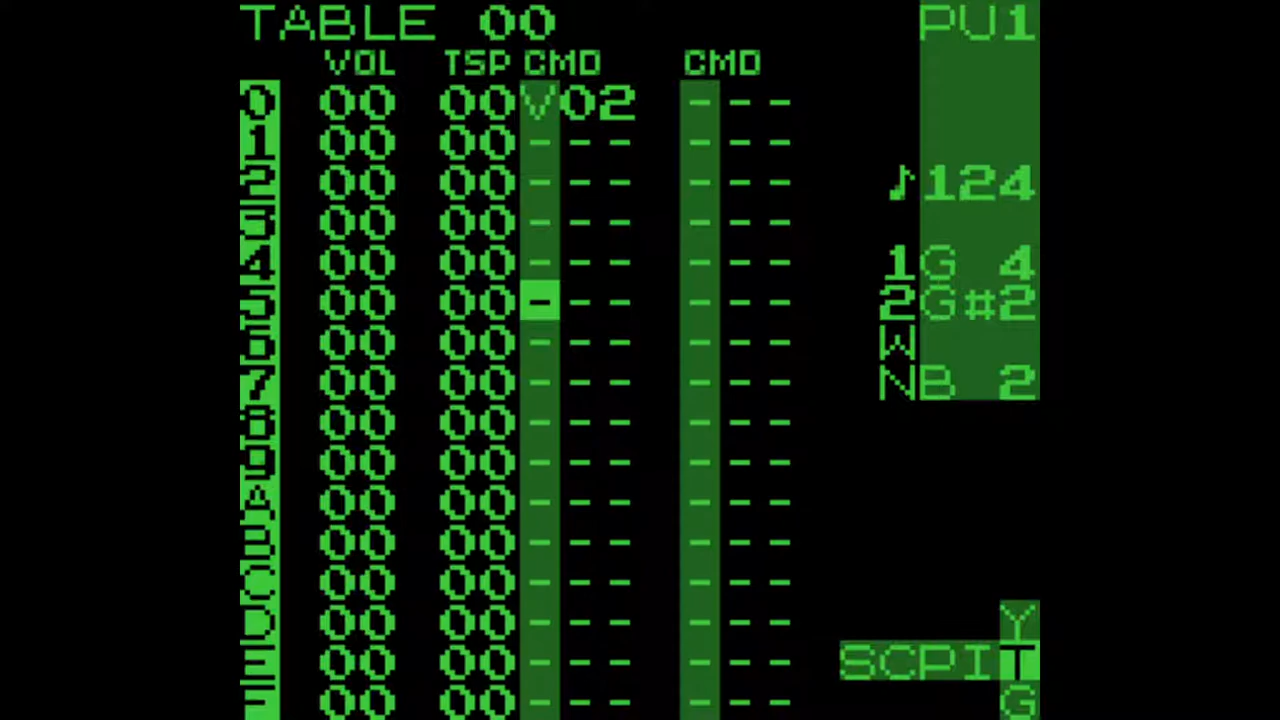 TABLE 00 PU1
VOL TSP CMD CMD
0 00 00 V02 ---
1 00 00 --- ---
2 00 00 --- --- ♪124
3 00 00 --- ---
4 00 00 --- --- 1G 4
5 00 00 --- --- 2G#2
6 00 00 --- --- W
7 00 00 --- --- NB 2
8 00 00 --- ---
9 00 00 --- ---
A 00 00 --- ---
B 00 00 --- ---
C 00 00 --- ---
D 00 00 --- --- Y
E 00 00 --- --- SCPIT
F 00 00 --- --- G